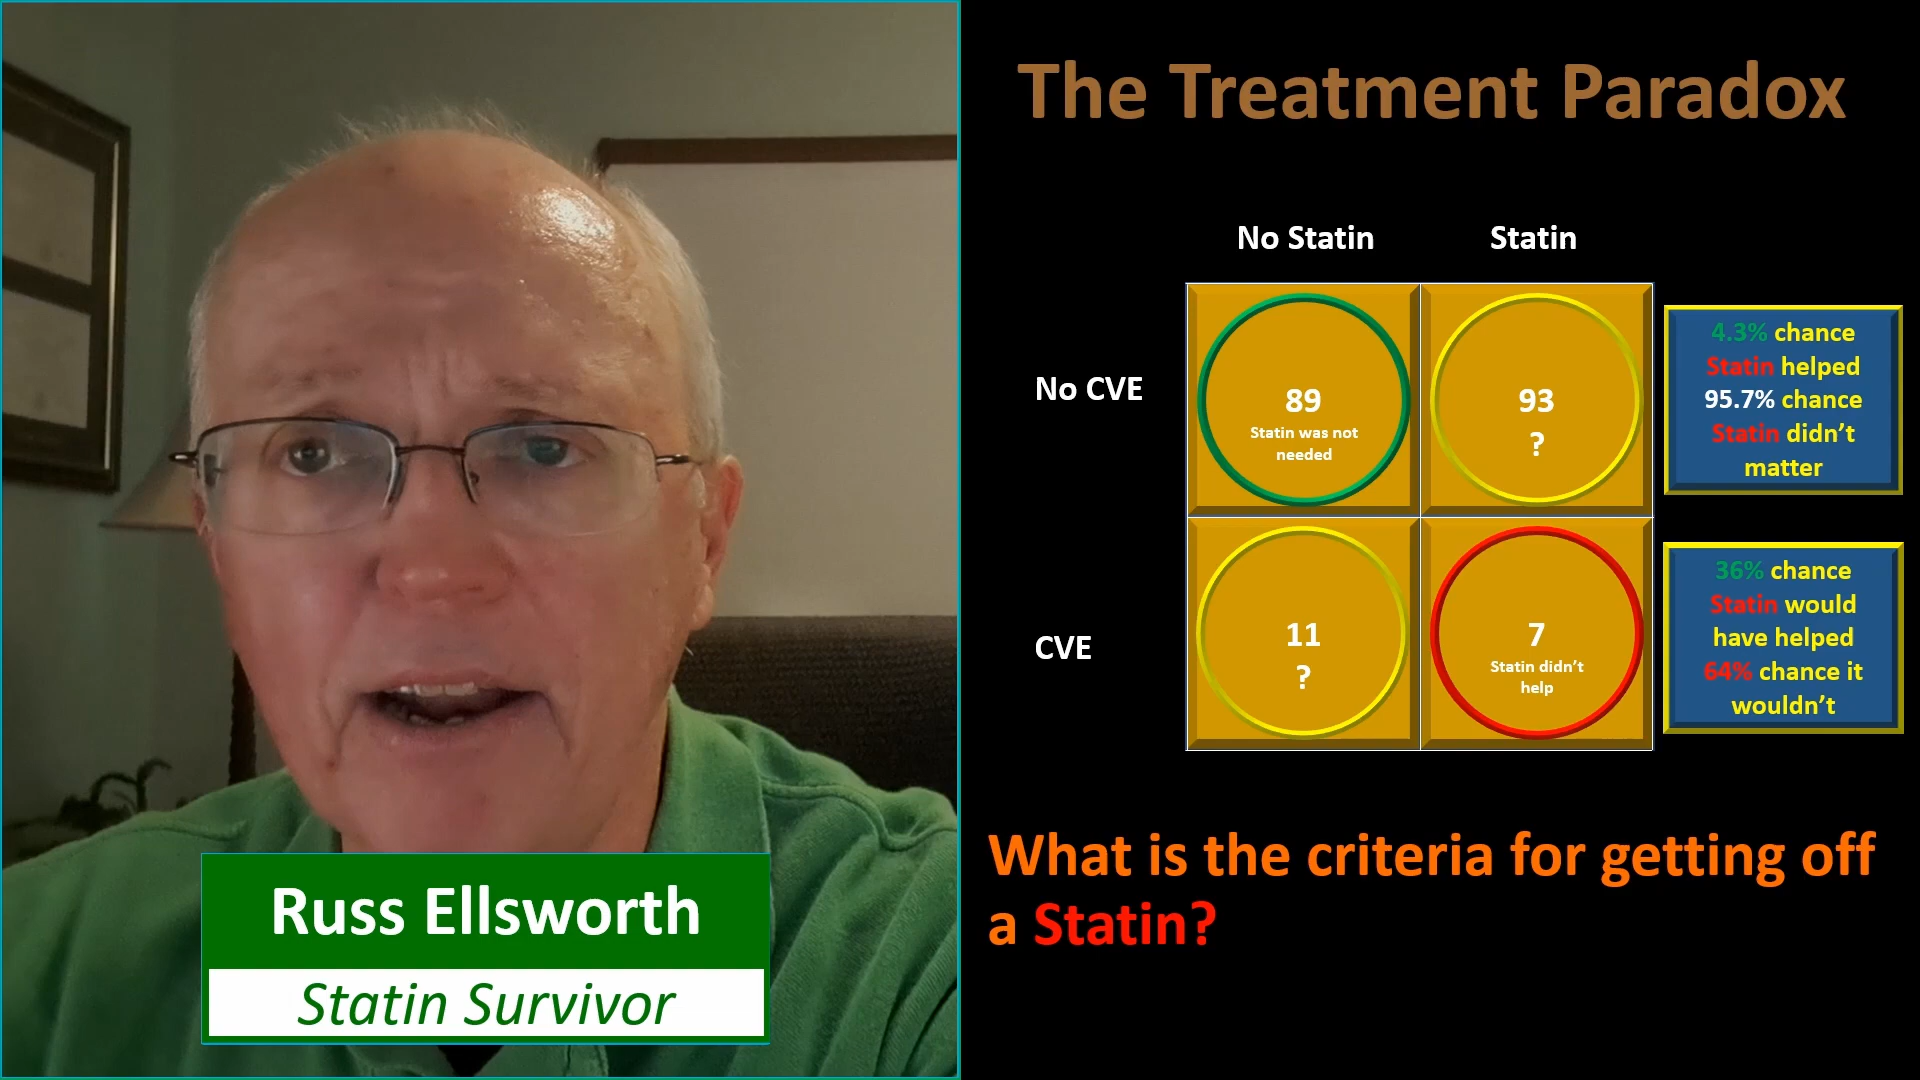 The Treatment Paradox
No Statin
Statin
No CVE
89
Statin was not
needed
93
?
4.3% chance
Statin helped
95.7% chance
Statin didn't
matter
CVE
11
?
7
Statin didn't
help
36% chance
Statin would
have helped
64% chance it
wouldn't
What is the criteria for getting off
a Statin?
Russ Ellsworth
Statin Survivor